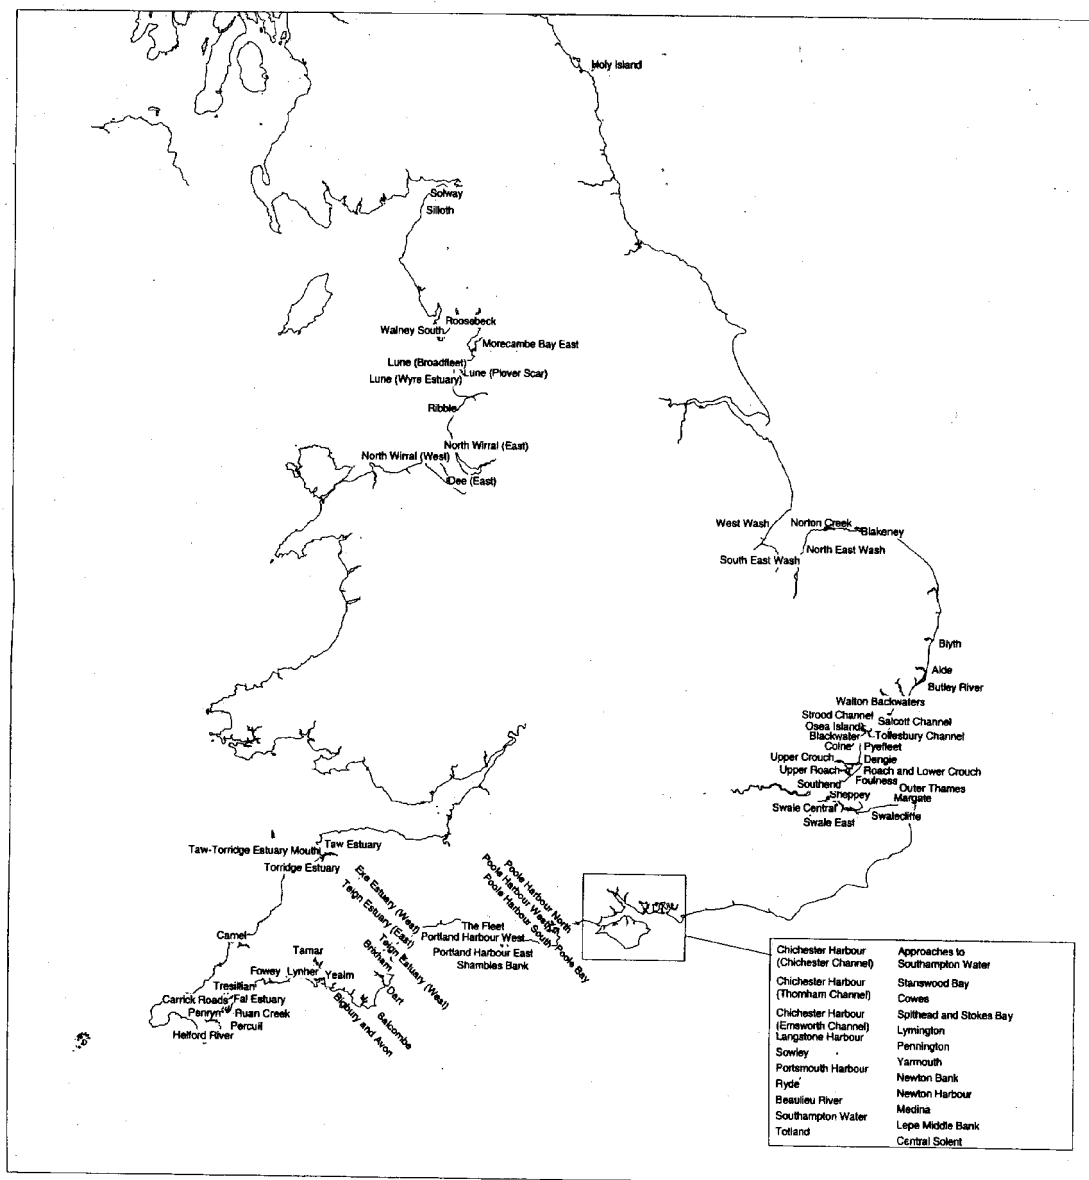 Holy Island
Solway
Silloth
Roosebeck
Walney South
Morecambe Bay East
Lune (Broadfleet)
Lune (Plover Scar)
Lune (Wyre Estuary)
Ribble
North Wirral (East)
North Wirral (West)
Dee (East)
West Wash
Norton Creek
Blakeney
North East Wash
South East Wash
Blyth
Alde
Butley River
Walton Backwaters
Strood Channel
Salcott Channel
Osea Island
Tollesbury Channel
Blackwater
Colne
Pyefleet
Upper Crouch
Dengie
Upper Roach
Roach and Lower Crouch
Foulness
Southend
Outer Thames
Sheppey
Margate
Swale Central
Swalecliffe
Swale East
Taw Estuary
Taw-Torridge Estuary Mouth
Torridge Estuary
Exe Estuary (West)
Teign Estuary (East)
Teign Estuary (West)
Brixham
Dart
Salcombe
Bigbury and Avon
Poole Harbour North
Poole Harbour West
Poole Harbour South
Poole Bay
The Fleet
Portland Harbour West
Portland Harbour East
Shambles Bank
Camel
Tamar
Fowey
Lynher
Yealm
Tresillian
Carrick Roads
Fal Estuary
Penryn
Ruan Creek
Percuil
Helford River
Chichester Harbour
(Chichester Channel)
Chichester Harbour
(Thornham Channel)
Chichester Harbour
(Emsworth Channel)
Langstone Harbour
Sowley
Portsmouth Harbour
Ryde
Beaulieu River
Southampton Water
Totland
Approaches to
Southampton Water
Stanswood Bay
Cowes
Spithead and Stokes Bay
Lymington
Pennington
Yarmouth
Newton Bank
Newton Harbour
Medina
Lepe Middle Bank
Central Solent